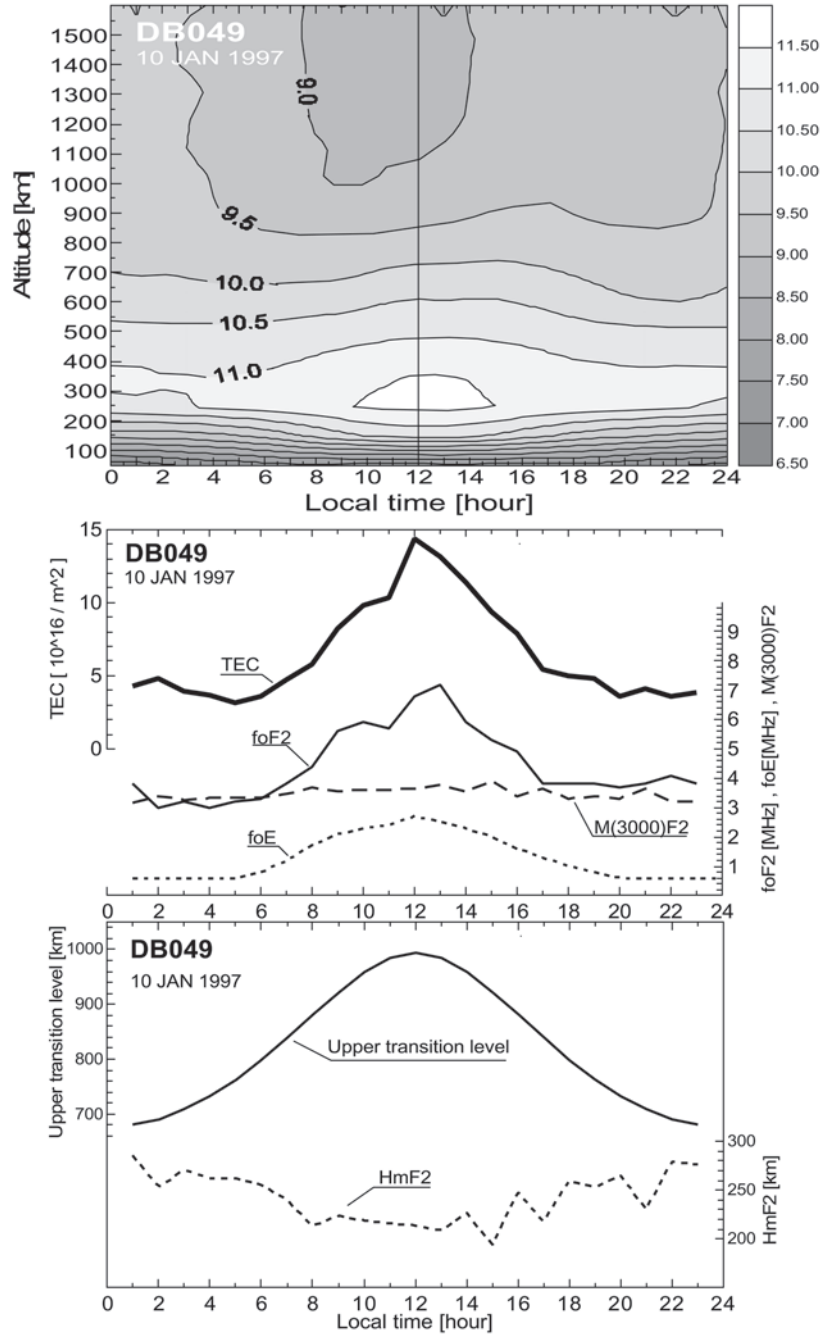 DB049
10 JAN 1997
Altitude [km]
1500
1400
1300
1200
1100
1000
900
800
700
600
500
400
300
200
100
9.0
9.5
10.0
10.5
11.0
0 2 4 6 8 10 12 14 16 18 20 22 24
Local time [hour]
11.50
11.00
10.50
10.00
9.50
9.00
8.50
8.00
7.50
7.00
6.50
DB049
10 JAN 1997
TEC [ 10^16 / m^2 ]
15
10
5
0
TEC
foF2
foE
M(3000)F2
9
8
7
6
5
4
3
2
1
foF2 [MHz] , foE[MHz] , M(3000)F2
0 2 4 6 8 10 12 14 16 18 20 22 24
DB049
10 JAN 1997
Upper transition level [km]
1000
900
800
700
Upper transition level
HmF2
300
250
200
HmF2 [km]
0 2 4 6 8 10 12 14 16 18 20 22 24
Local time [hour]